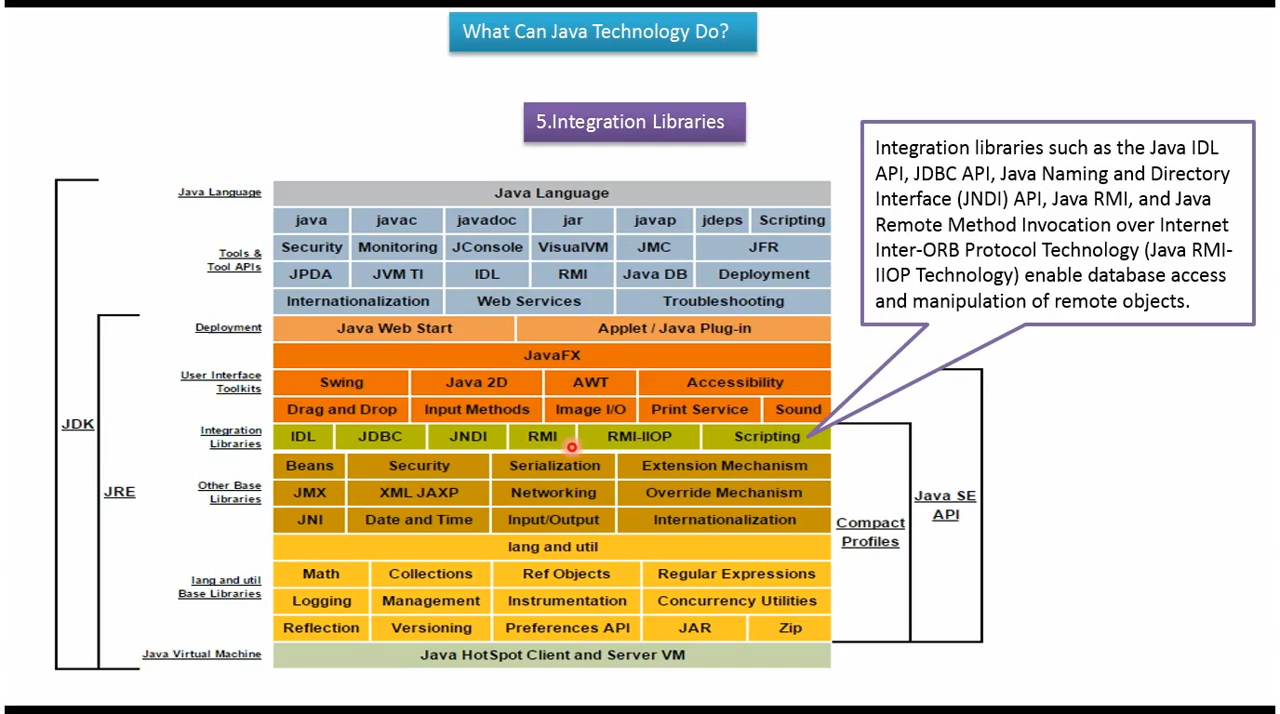 What Can Java Technology Do?
5.Integration Libraries
Integration libraries such as the Java IDL
API, JDBC API, Java Naming and Directory
Interface (JNDI) API, Java RMI, and Java
Remote Method Invocation over Internet
Inter-ORB Protocol Technology (Java RMI-
IIOP Technology) enable database access
and manipulation of remote objects.
Java Language Java Language
java javac javadoc jar javap jdeps Scripting
Tools &
Tool APIs
Security Monitoring JConsole VisualVM JMC JFR
JPDA JVM TI IDL RMI Java DB Deployment
Internationalization Web Services Troubleshooting
Deployment Java Web Start Applet / Java Plug-in
JavaFX
User Interface
Toolkits
Swing Java 2D AWT Accessibility
Drag and Drop Input Methods Image I/O Print Service Sound
Integration
Libraries
IDL JDBC JNDI RMI RMI-IIOP Scripting
Beans Security Serialization Extension Mechanism
Other Base
Libraries
JMX XML JAXP Networking Override Mechanism
JNI Date and Time Input/Output Internationalization
lang and util
lang and util
Base Libraries
Math Collections Ref Objects Regular Expressions
Logging Management Instrumentation Concurrency Utilities
Reflection Versioning Preferences API JAR Zip
Java Virtual Machine Java HotSpot Client and Server VM
JDK
JRE
Compact
Profiles
Java SE
API